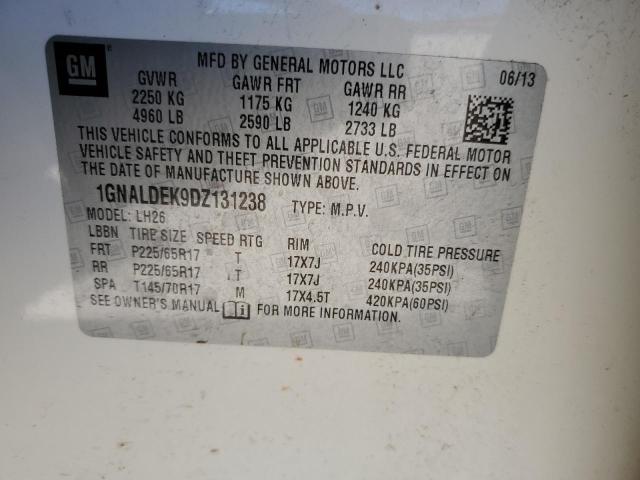 GM
MFD BY GENERAL MOTORS LLC 06/13
GVWR GAWR FRT GAWR RR
2250 KG 1175 KG 1240 KG
4960 LB 2590 LB 2733 LB
THIS VEHICLE CONFORMS TO ALL APPLICABLE U.S. FEDERAL MOTOR
VEHICLE SAFETY AND THEFT PREVENTION STANDARDS IN EFFECT ON
THE DATE OF MANUFACTURE SHOWN ABOVE.
1GNALDEK9DZ131238 TYPE: M.P.V.
MODEL: LH26
LBBN TIRE SIZE SPEED RTG RIM COLD TIRE PRESSURE
FRT P225/65R17 T 17X7J 240KPA(35PSI)
RR P225/65R17 T 17X7J 240KPA(35PSI)
SPA T145/70R17 M 17X4.5T 420KPA(60PSI)
SEE OWNER'S MANUAL FOR MORE INFORMATION.